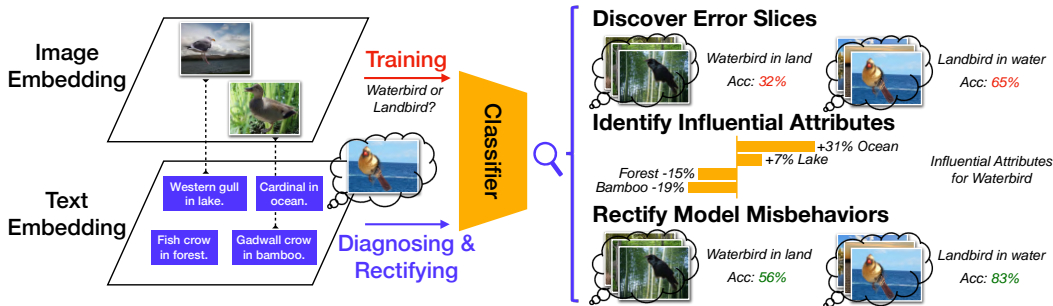 Image
Embedding
Text
Embedding
Western gull
in lake.
Cardinal in
ocean.
Fish crow
in forest.
Gadwall crow
in bamboo.
Training
Waterbird or
Landbird?
Diagnosing &
Rectifying
Classifier
Discover Error Slices
Waterbird in land
Acc: 32%
Landbird in water
Acc: 65%
Identify Influential Attributes
+31% Ocean
+7% Lake
Forest -15%
Bamboo -19%
Influential Attributes
for Waterbird
Rectify Model Misbehaviors
Waterbird in land
Acc: 56%
Landbird in water
Acc: 83%